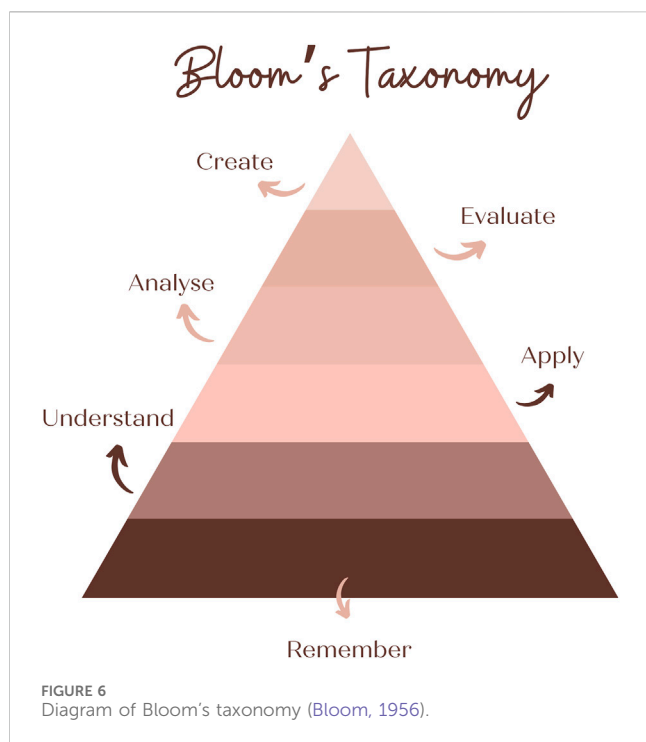 Bloom's Taxonomy
Create
Evaluate
Analyse
Apply
Understand
Remember
FIGURE 6
Diagram of Bloom's taxonomy (Bloom, 1956).